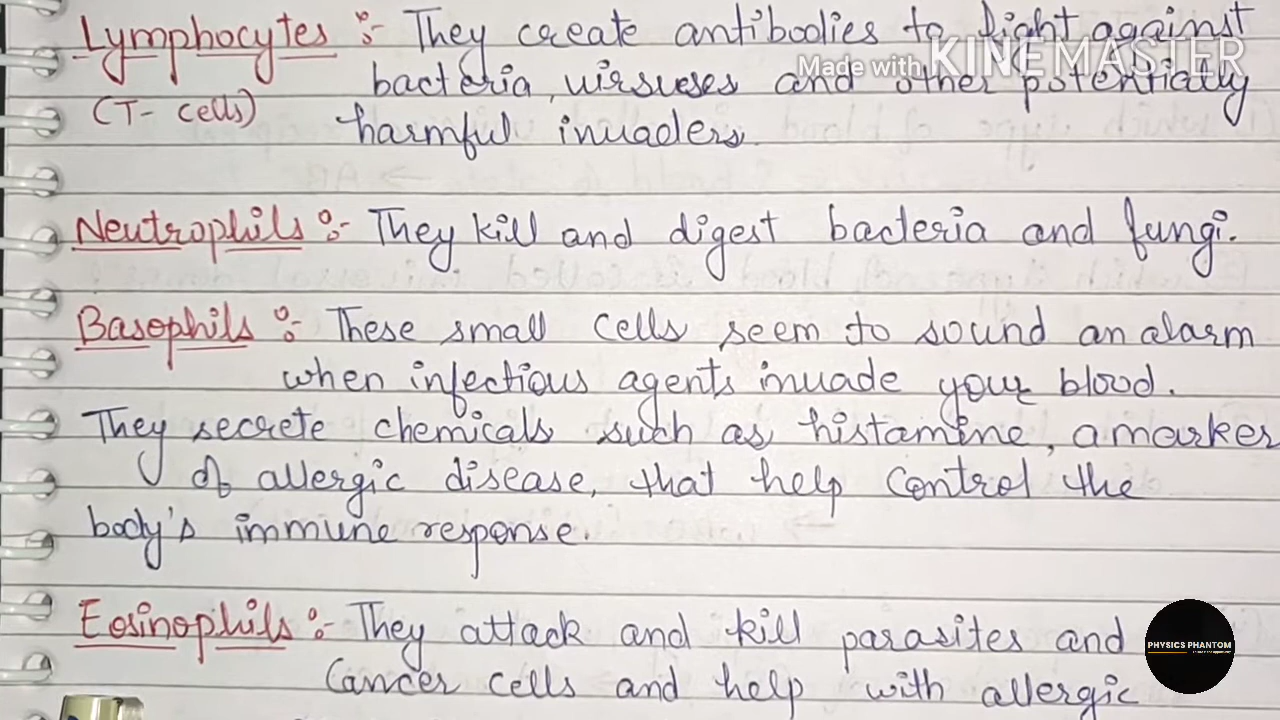 Lymphocytes :- They create antibodies to fight against
Made with KINEMASTER
bacteria, virsuses and other potentially
(T- cells)
harmful invaders.
Neutrophils :- They kill and digest bacteria and fungi.
Basophils :- These small cells seem to sound an alarm
when infectious agents invade your blood.
They secrete chemicals such as histamine, a marker
of allergic disease, that help control the
body's immune response.
Eosinophils :- They attack and kill parasites and
PHYSICS PHANTOM
Cancer cells and help with allergic